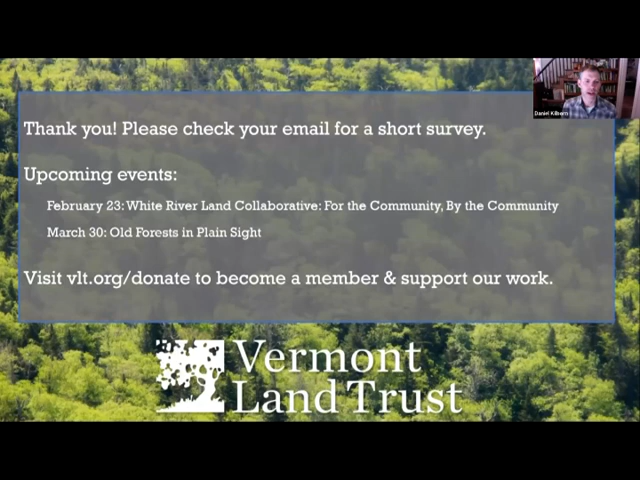 Daniel Kilborn
Thank you! Please check your email for a short survey.
Upcoming events:
February 23: White River Land Collaborative: For the Community, By the Community
March 30: Old Forests in Plain Sight
Visit vlt.org/donate to become a member & support our work.
Vermont
Land Trust